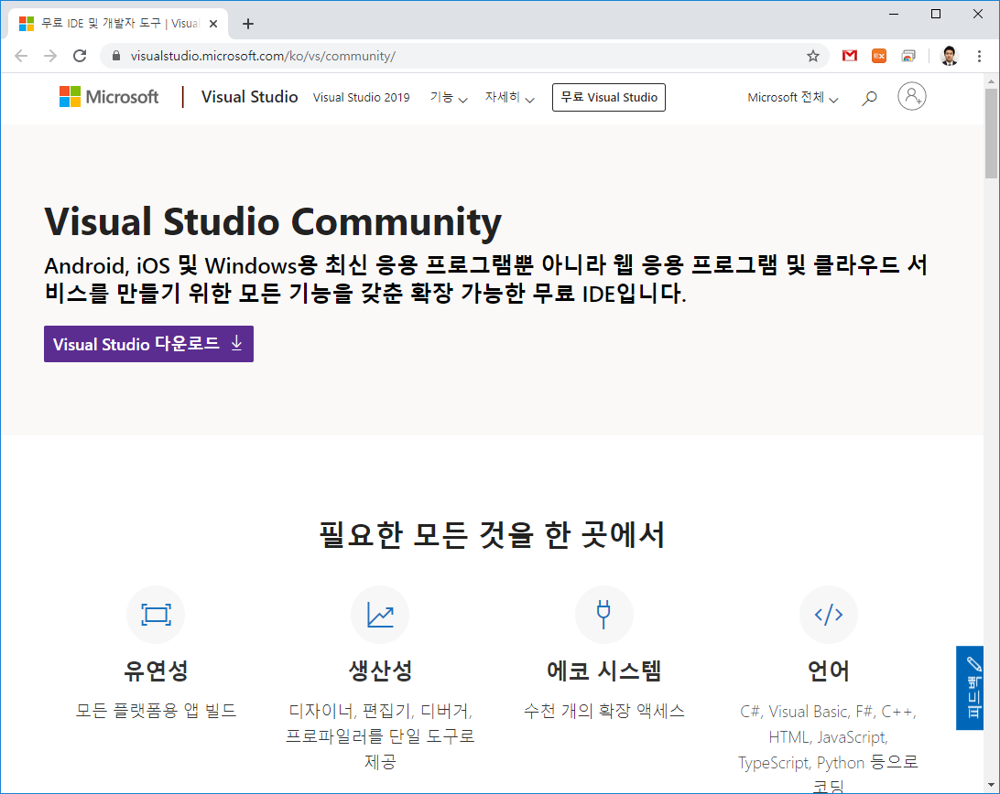 무료 IDE 및 개발자 도구 | Visual
visualstudio.microsoft.com/ko/vs/community/
EX
Microsoft | Visual Studio Visual Studio 2019 기능 자세히 무료 Visual Studio Microsoft 전체
Visual Studio Community
Android, iOS 및 Windows용 최신 응용 프로그램뿐 아니라 웹 응용 프로그램 및 클라우드 서
비스를 만들기 위한 모든 기능을 갖춘 확장 가능한 무료 IDE입니다.
Visual Studio 다운로드
필요한 모든 것을 한 곳에서
유연성
모든 플랫폼용 앱 빌드
생산성
디자이너, 편집기, 디버거,
프로파일러를 단일 도구로
제공
에코 시스템
수천 개의 확장 액세스
언어
C#, Visual Basic, F#, C++,
HTML, JavaScript,
TypeScript, Python 등으로
코딩
피드백